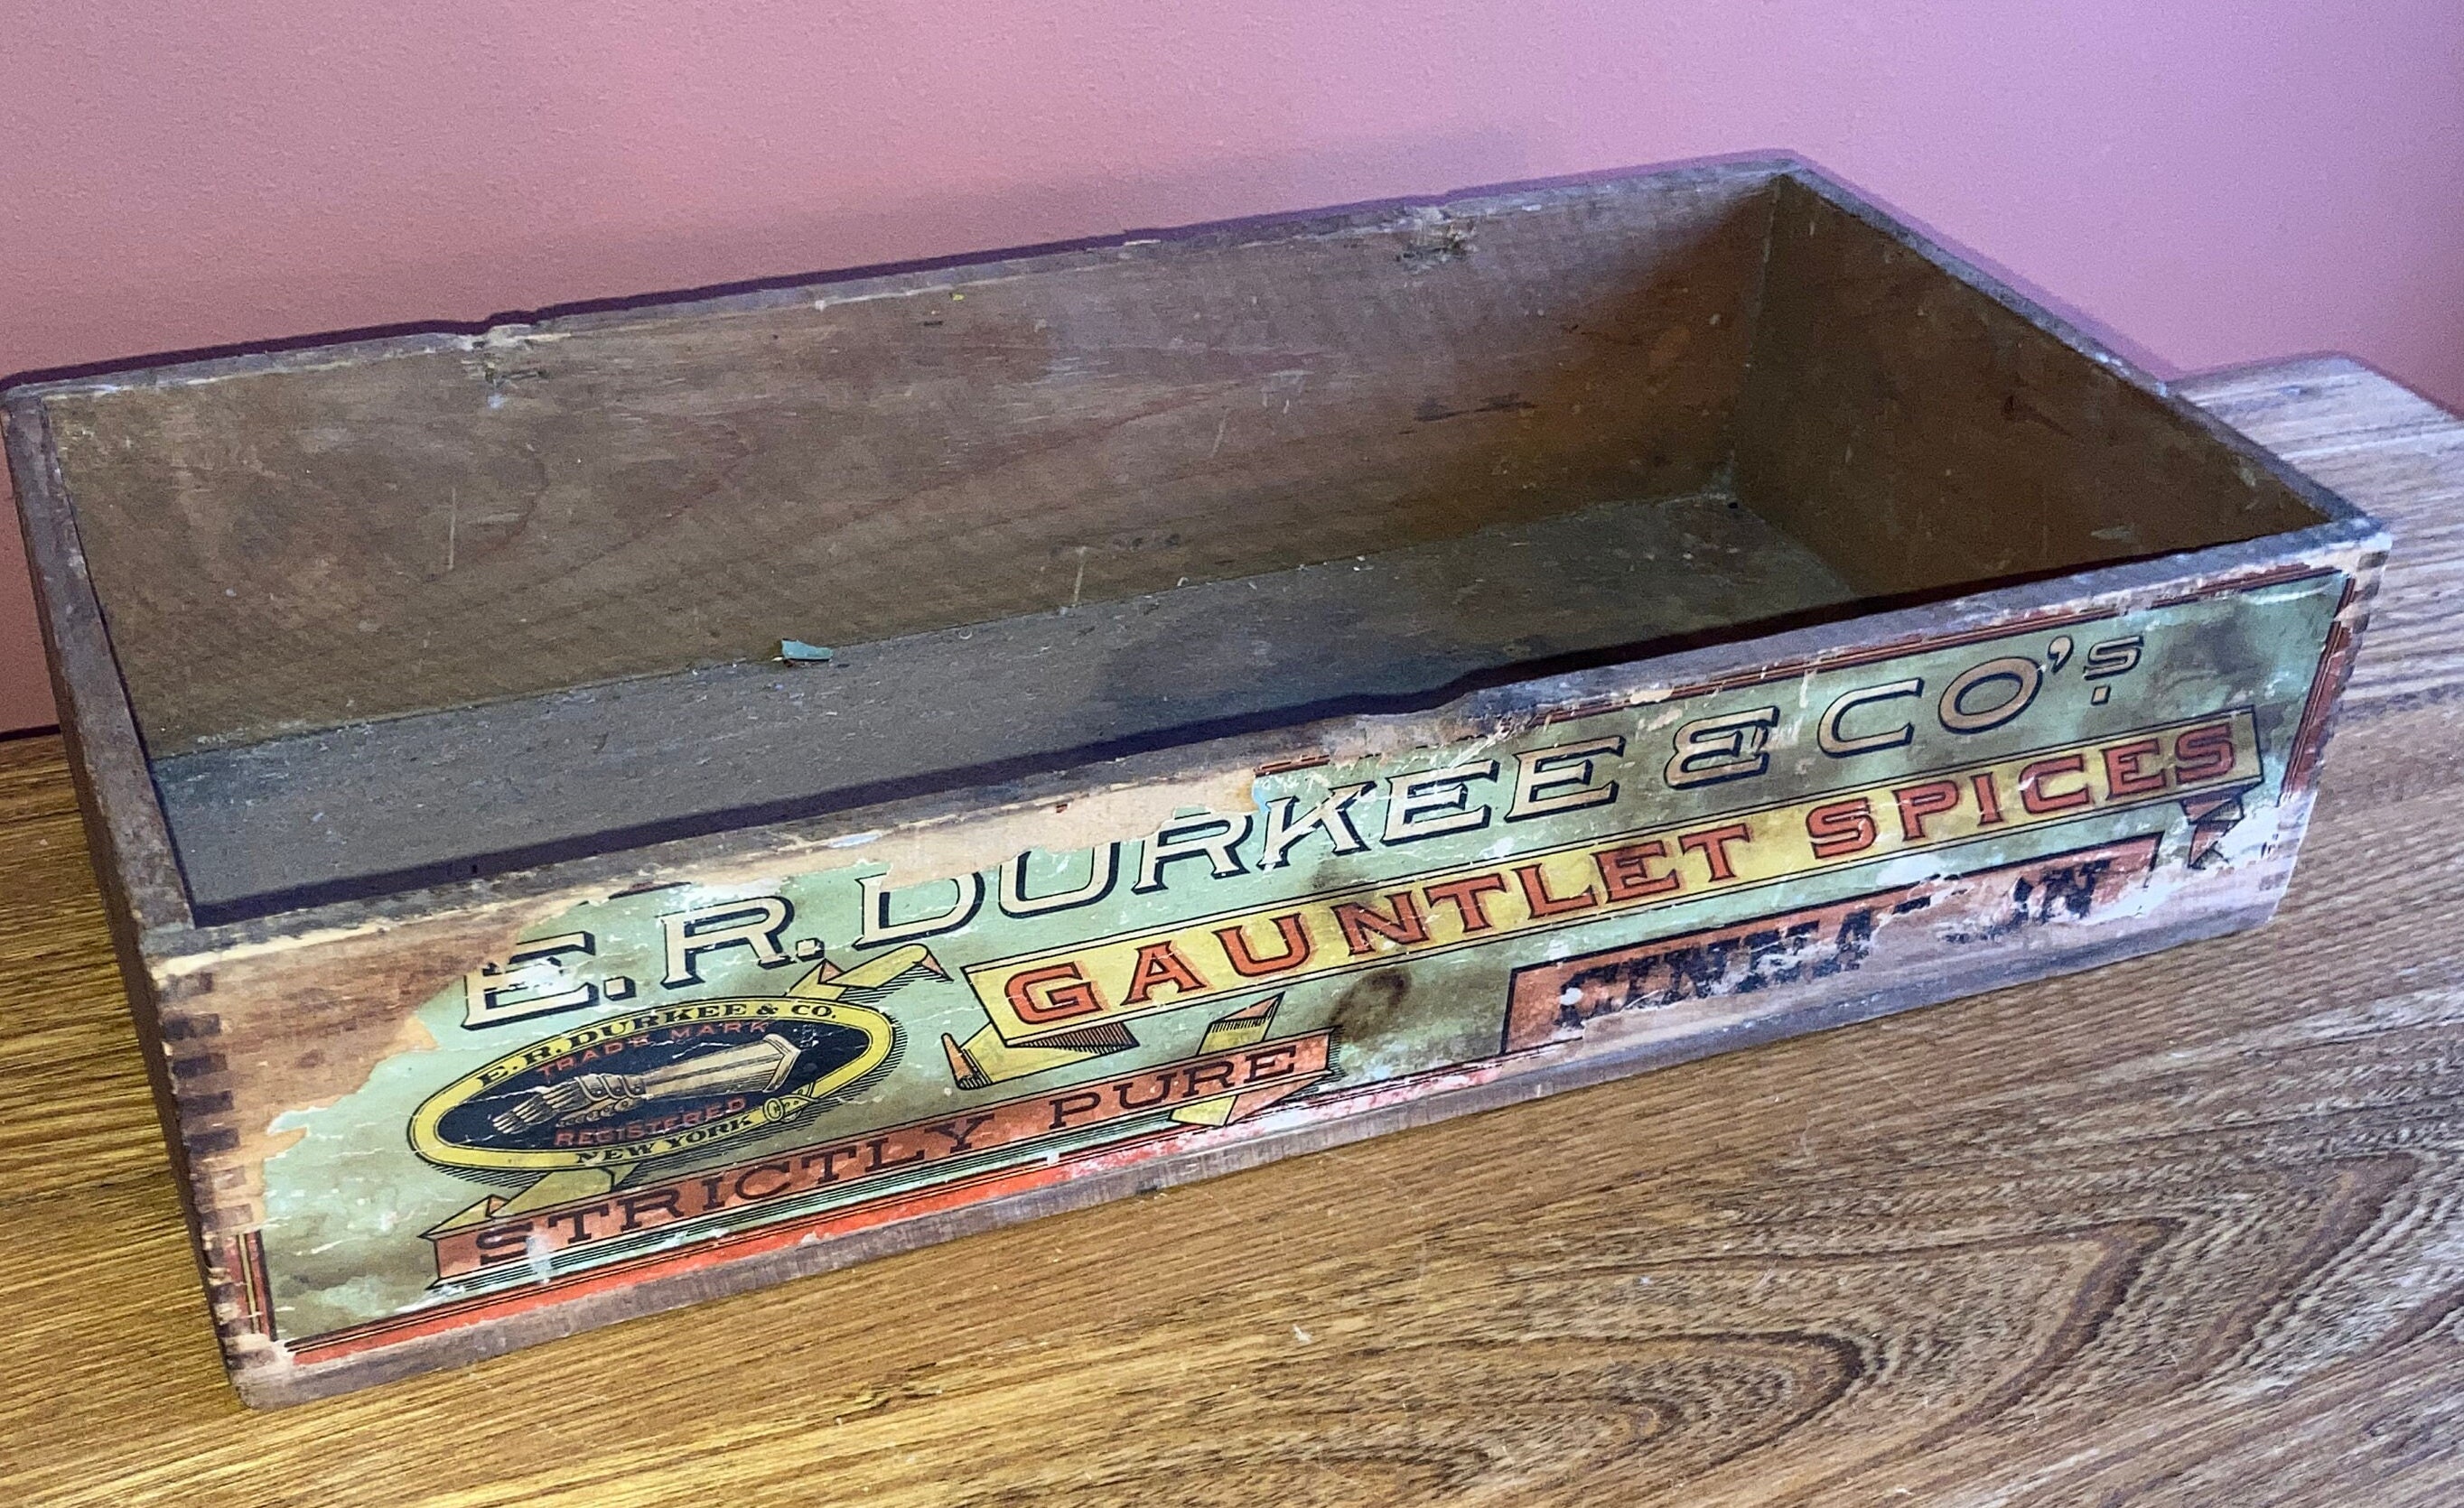 E.R. DURKEE & CO'S
GAUNTLET SPICES
E. R. DURKEE & CO.
TRADE MARK
REGISTERED
NEW YORK
STRICTLY PURE